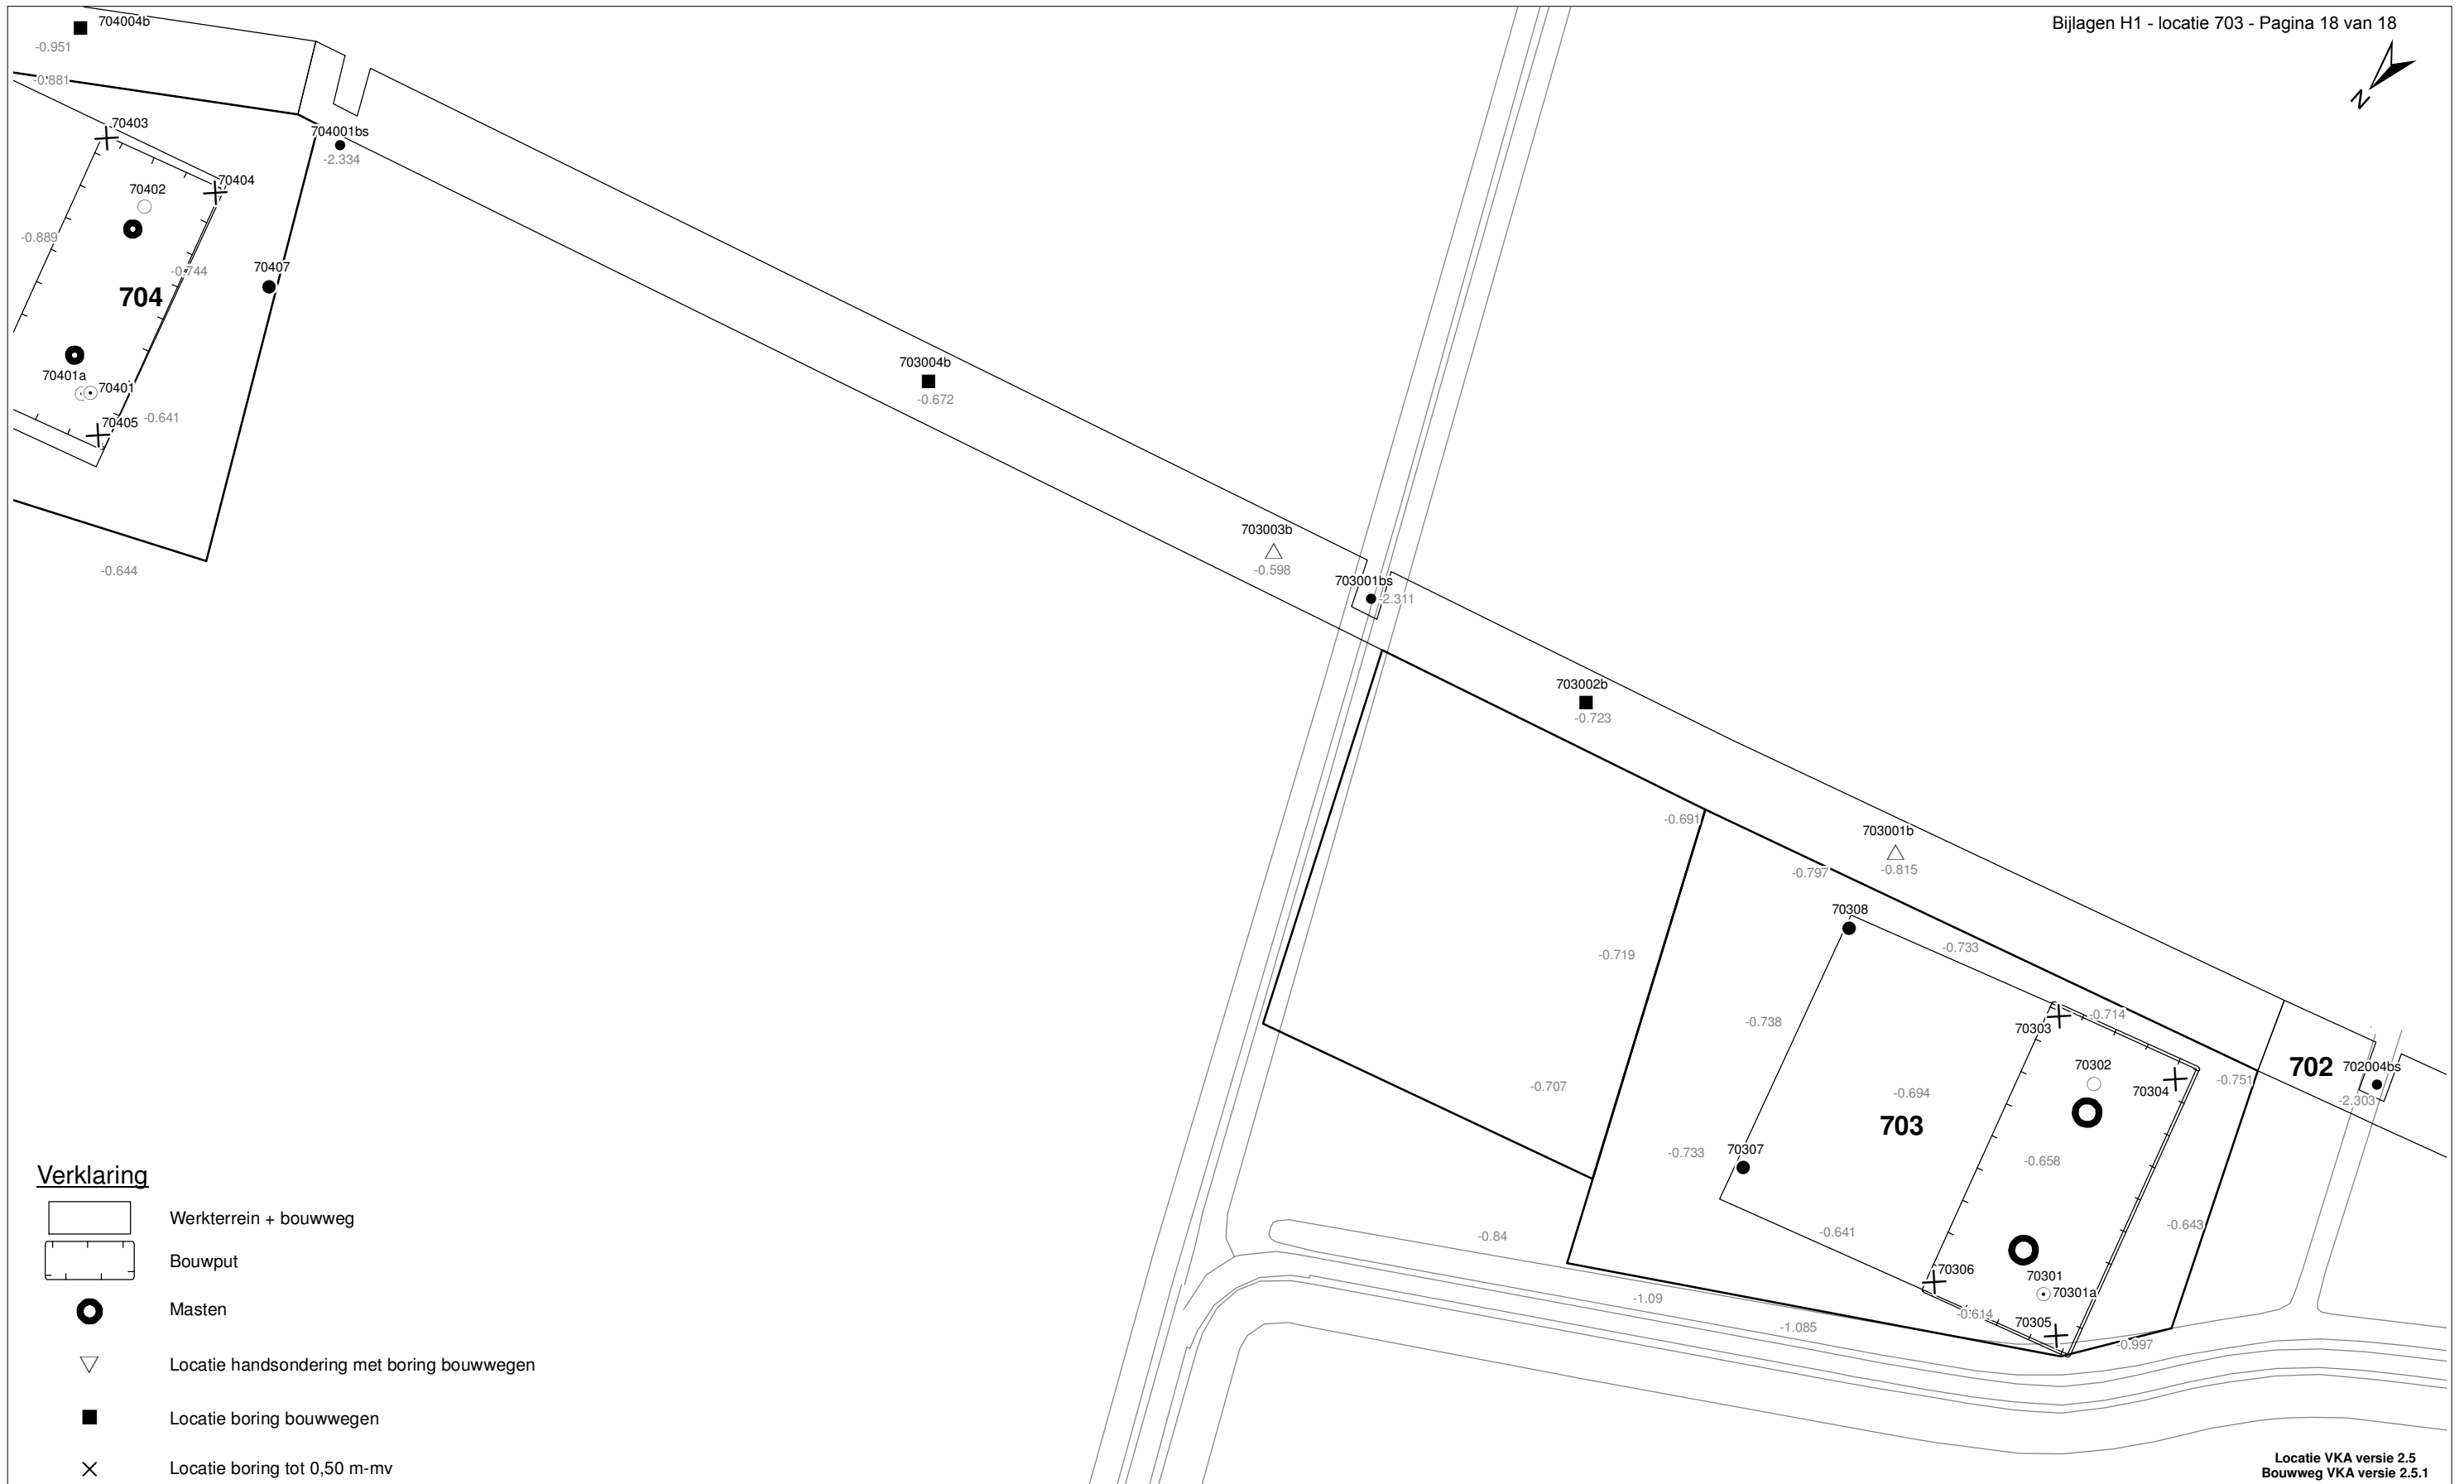 Bijlagen H1 - locatie 703 - Pagina 18 van 18
N
704004b
-0.951
-0.881
70403
704001bs
-2.334
70404
70402
-0.889
-0.744
70407
704
70401a
70401
70405
-0.641
-0.644
703004b
-0.672
703003b
-0.598
703001bs
-2.311
703002b
-0.723
-0.691
703001b
-0.815
-0.797
70308
-0.733
-0.719
-0.738
-0.714
70303
70302
70304
-0.751
702
702004bs
-2.303
-0.707
-0.694
703
-0.733
70307
-0.658
-0.641
-0.643
-0.84
70306
70301
70301a
-0.614
70305
-0.997
-1.09
-1.085
Verklaring
Werkterrein + bouwweg
Bouwput
Masten
Locatie handsondering met boring bouwwegen
Locatie boring bouwwegen
Locatie boring tot 0,50 m-mv
Locatie VKA versie 2.5
Bouwweg VKA versie 2.5.1